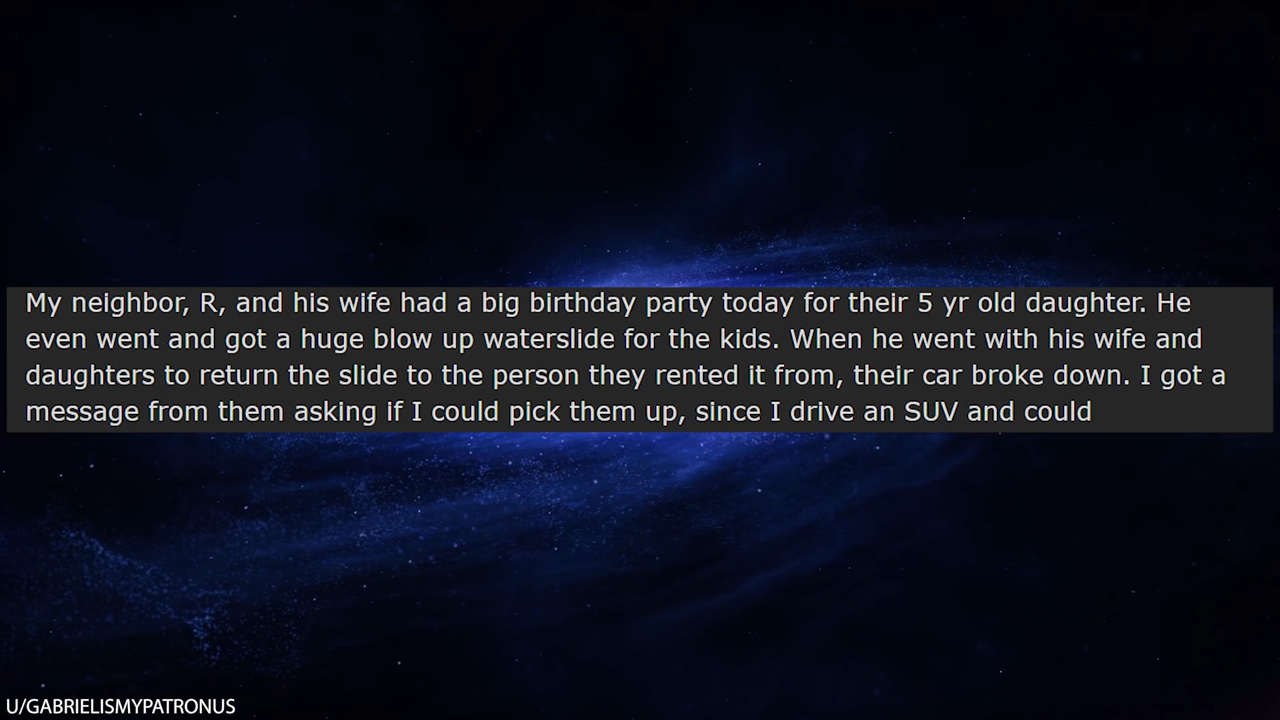 My neighbor, R, and his wife had a big birthday party today for their 5 yr old daughter. He
even went and got a huge blow up waterslide for the kids. When he went with his wife and
daughters to return the slide to the person they rented it from, their car broke down. I got a
message from them asking if I could pick them up, since I drive an SUV and could
U/GABRIELISMYPATRONUS